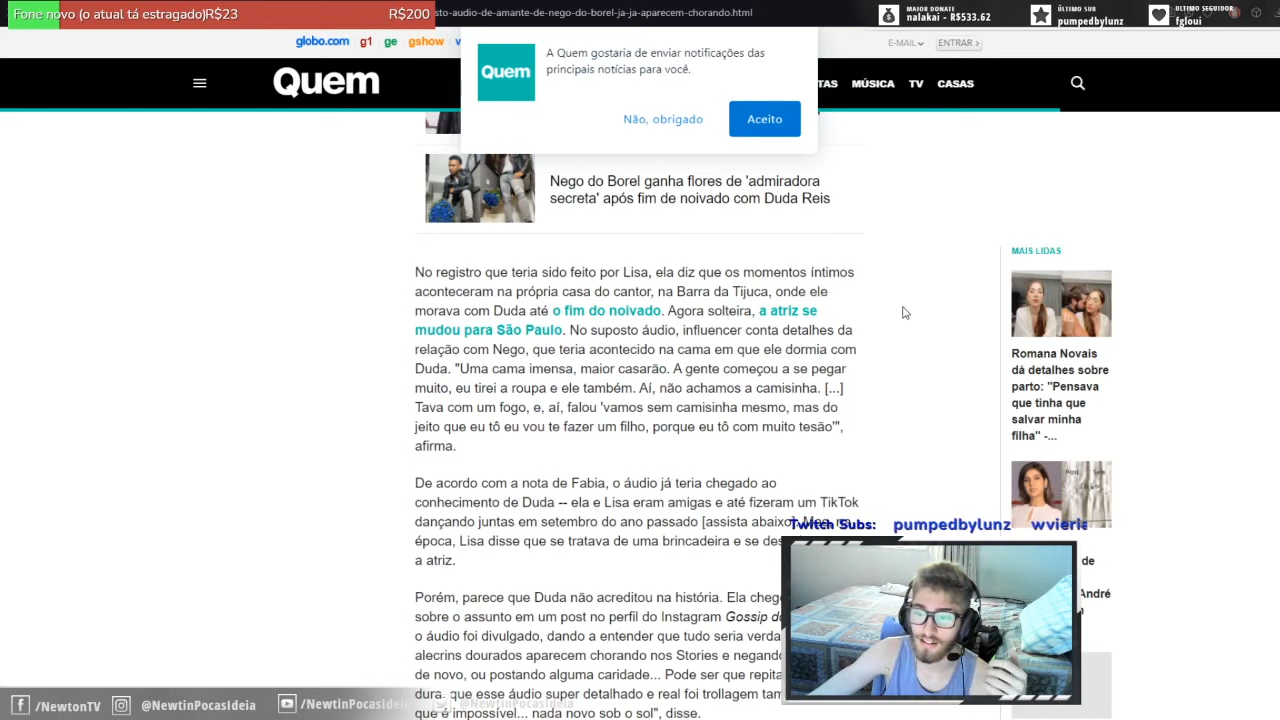 Fone novo (o atual tá estragado)R$23
R$200
sto-audio-de-amante-de-nego-do-borel-ja-ja-aparecem-chorando.html
MAIOR DONATE
nalakai - R$533.62
ÚLTIMO SUB
pumpedbylunz
ÚLTIMO SEGUIDOR
fgloui
globo.com g1 ge gshow
E-MAIL
ENTRAR
Quem
MÚSICA TV CASAS
Quem
A Quem gostaria de enviar notificações das
principais notícias para você.
Não, obrigado
Aceito
Nego do Borel ganha flores de 'admiradora
secreta' após fim de noivado com Duda Reis
No registro que teria sido feito por Lisa, ela diz que os momentos íntimos
aconteceram na própria casa do cantor, na Barra da Tijuca, onde ele
morava com Duda até o fim do noivado. Agora solteira, a atriz se
mudou para São Paulo. No suposto áudio, influencer conta detalhes da
relação com Nego, que teria acontecido na cama em que ele dormia com
Duda. "Uma cama imensa, maior casarão. A gente começou a se pegar
muito, eu tirei a roupa e ele também. Aí, não achamos a camisinha. [...]
Tava com um fogo, e, aí, falou 'vamos sem camisinha mesmo, mas do
jeito que eu tô eu vou te fazer um filho, porque eu tô com muito tesão'",
afirma.
De acordo com a nota de Fabia, o áudio já teria chegado ao
conhecimento de Duda -- ela e Lisa eram amigas e até fizeram um TikTok
dançando juntas em setembro do ano passado [assista abaixo].
época, Lisa disse que se tratava de uma brincadeira e se
a atriz.
Porém, parece que Duda não acreditou na história. Ela
sobre o assunto em um post no perfil do Instagram Gossip
o áudio foi divulgado, dando a entender que tudo seria
alecrins dourados aparecem chorando nos Stories e
de novo, ou postando alguma caridade... Pode ser que
dura, que esse áudio super detalhado e real foi trollagem
que é impossível... nada novo sob o sol", disse.
MAIS LIDAS
Romana Novais
dá detalhes sobre
parto: "Pensava
que tinha que
salvar minha
filha" -...
de
André
Twitch Subs: pumpedbylunz wvieria
/NewtonTV
@NewtinPocasIdeia
/NewtinPocasIdeia
@NewtinPocasIdeia